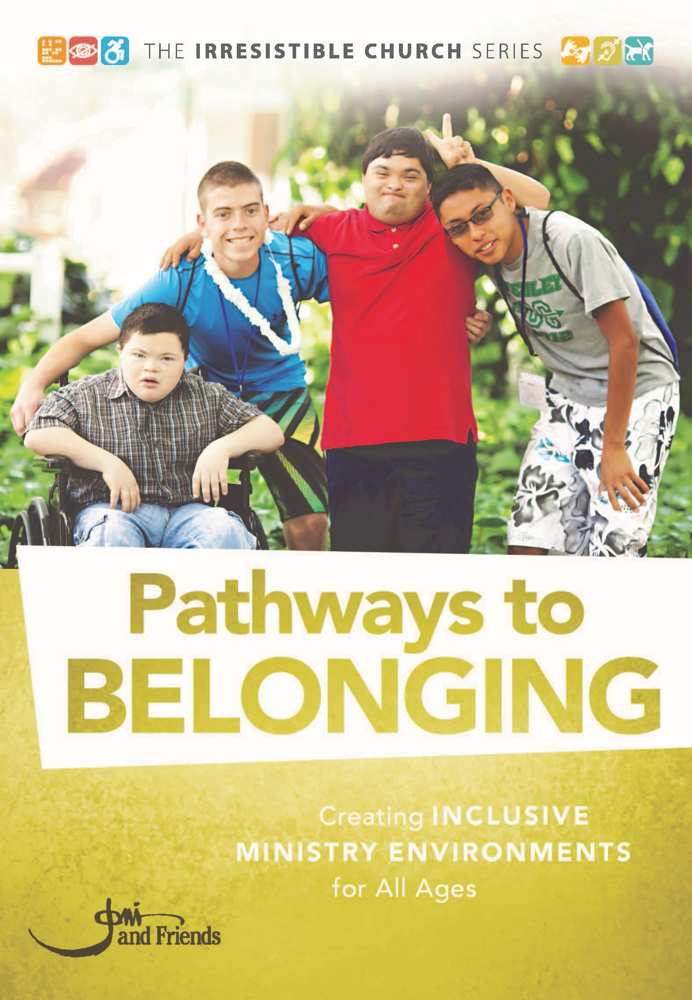 THE IRRESISTIBLE CHURCH SERIES
Pathways to
BELONGING
Creating INCLUSIVE
MINISTRY ENVIRONMENTS
for All Ages
Joni
and Friends